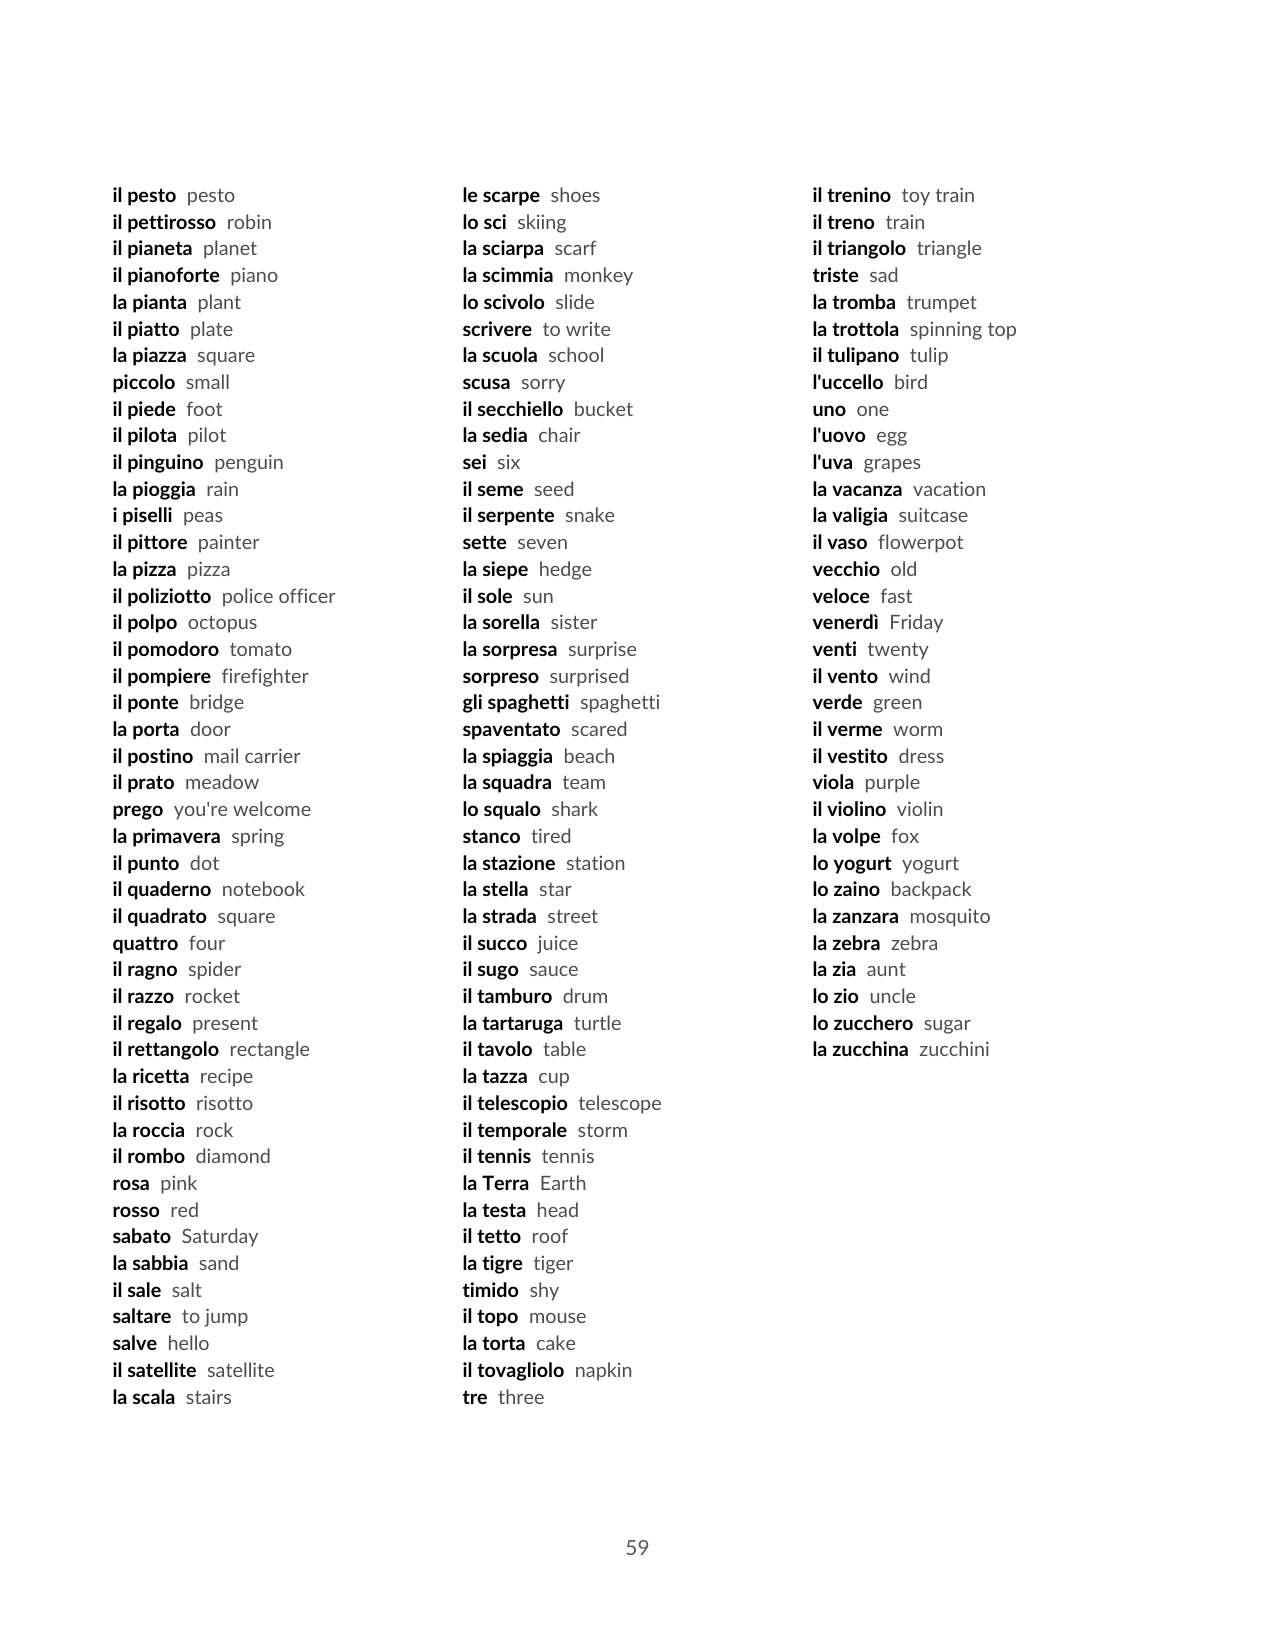 il pesto pesto
il pettirosso robin
il pianeta planet
il pianoforte piano
la pianta plant
il piatto plate
la piazza square
piccolo small
il piede foot
il pilota pilot
il pinguino penguin
la pioggia rain
i piselli peas
il pittore painter
la pizza pizza
il poliziotto police officer
il polpo octopus
il pomodoro tomato
il pompiere firefighter
il ponte bridge
la porta door
il postino mail carrier
il prato meadow
prego you're welcome
la primavera spring
il punto dot
il quaderno notebook
il quadrato square
quattro four
il ragno spider
il razzo rocket
il regalo present
il rettangolo rectangle
la ricetta recipe
il risotto risotto
la roccia rock
il rombo diamond
rosa pink
rosso red
sabato Saturday
la sabbia sand
il sale salt
saltare to jump
salve hello
il satellite satellite
la scala stairs
le scarpe shoes
lo sci skiing
la sciarpa scarf
la scimmia monkey
lo scivolo slide
scrivere to write
la scuola school
scusa sorry
il secchiello bucket
la sedia chair
sei six
il seme seed
il serpente snake
sette seven
la siepe hedge
il sole sun
la sorella sister
la sorpresa surprise
sorpreso surprised
gli spaghetti spaghetti
spaventato scared
la spiaggia beach
la squadra team
lo squalo shark
stanco tired
la stazione station
la stella star
la strada street
il succo juice
il sugo sauce
il tamburo drum
la tartaruga turtle
il tavolo table
la tazza cup
il telescopio telescope
il temporale storm
il tennis tennis
la Terra Earth
la testa head
il tetto roof
la tigre tiger
timido shy
il topo mouse
la torta cake
il tovagliolo napkin
tre three
il trenino toy train
il treno train
il triangolo triangle
triste sad
la tromba trumpet
la trottola spinning top
il tulipano tulip
l'uccello bird
uno one
l'uovo egg
l'uva grapes
la vacanza vacation
la valigia suitcase
il vaso flowerpot
vecchio old
veloce fast
venerdì Friday
venti twenty
il vento wind
verde green
il verme worm
il vestito dress
viola purple
il violino violin
la volpe fox
lo yogurt yogurt
lo zaino backpack
la zanzara mosquito
la zebra zebra
la zia aunt
lo zio uncle
lo zucchero sugar
la zucchina zucchini
59